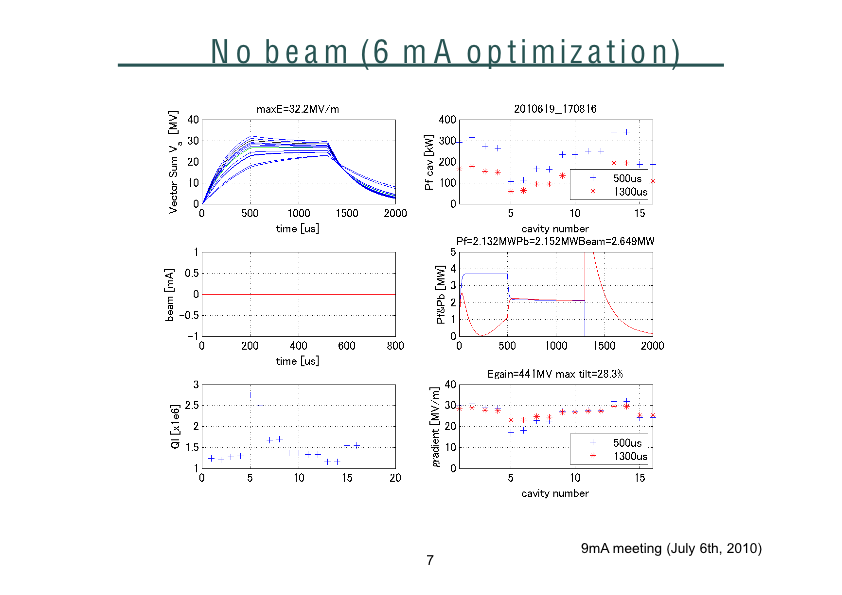 No beam (6 mA optimization)
maxE=32.2MV/m
Vector Sum Va [MV]
40
30
20
10
0
0 500 1000 1500 2000
time [us]
2010619_170816
Pf cav [kW]
400
300
200
100
0
5 10 15
500us
1300us
cavity number
beam [mA]
1
0.5
0
-0.5
-1
0 200 400 600 800
time [us]
Pf=2.132MWPb=2.152MWBeam=2.649MW
Pf&Pb [MW]
5
4
3
2
1
0
0 500 1000 1500 2000
Ql [x1e6]
3
2.5
2
1.5
1
0 5 10 15 20
Egain=441MV max tilt=28.3%
gradient [MV/m]
40
30
20
10
0
5 10 15
500us
1300us
cavity number
9mA meeting (July 6th, 2010)
7